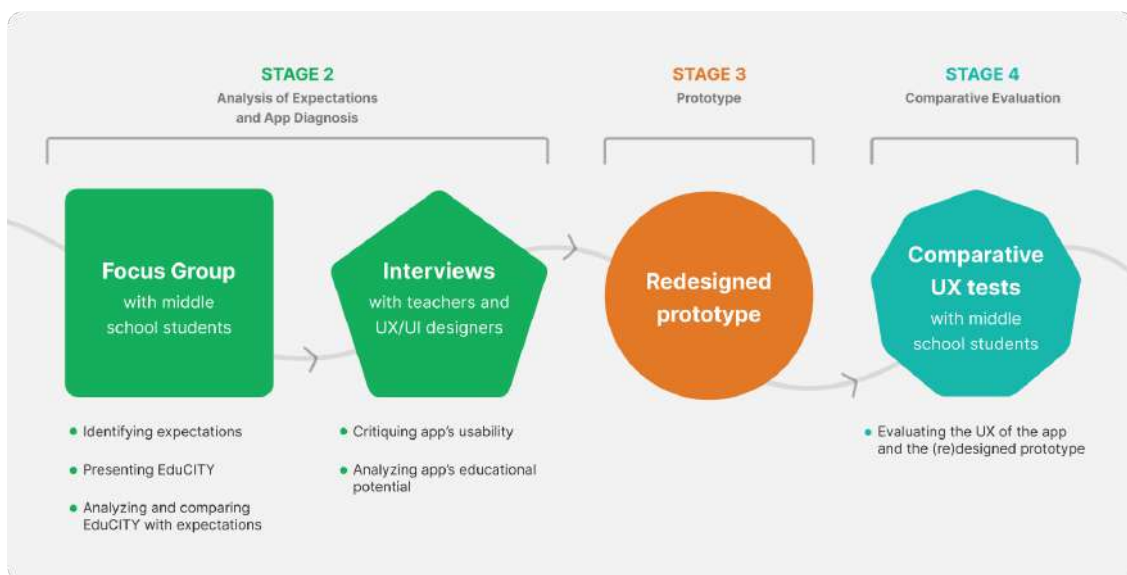 STAGE 2
Analysis of Expectations
and App Diagnosis
STAGE 3
Prototype
STAGE 4
Comparative Evaluation
Focus Group
with middle
school students
Interviews
with teachers and
UX/UI designers
Redesigned
prototype
Comparative
UX tests
with middle
school students
Identifying expectations
Presenting EduCITY
Analyzing and comparing
EduCITY with expectations
Critiquing app's usability
Analyzing app's educational
potential
Evaluating the UX of the app
and the (re)designed prototype